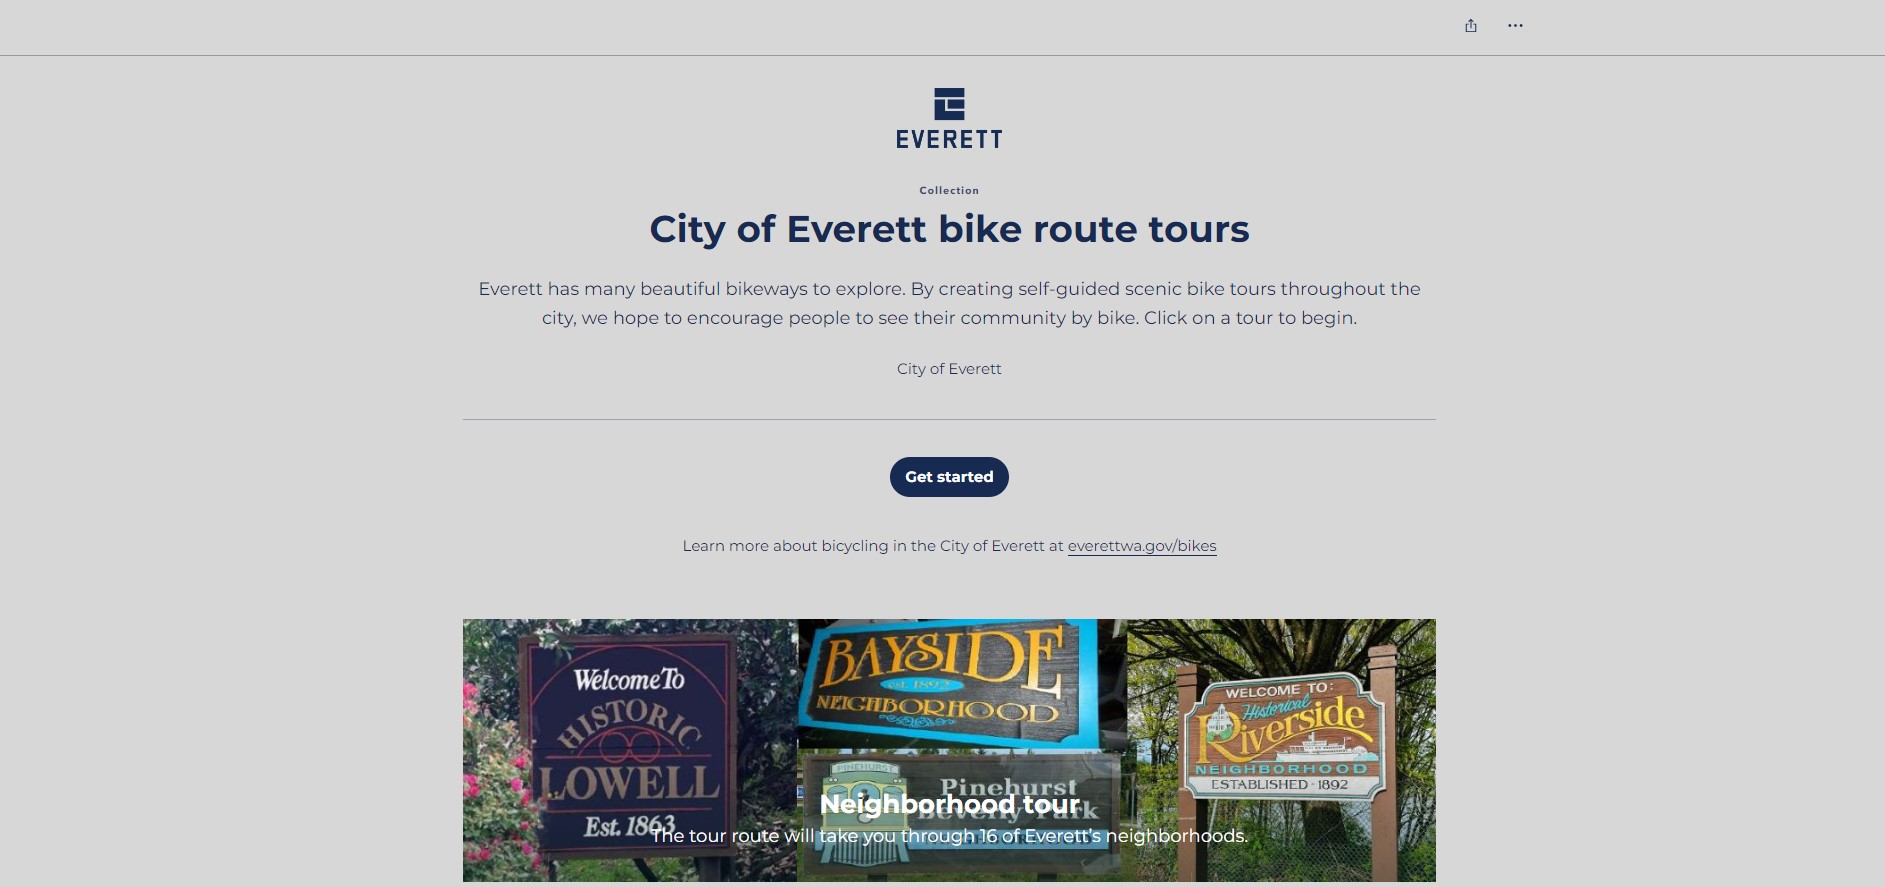 EVERETT
Collection
City of Everett bike route tours
Everett has many beautiful bikeways to explore. By creating self-guided scenic bike tours throughout the
city, we hope to encourage people to see their community by bike. Click on a tour to begin.
City of Everett
Get started
Learn more about bicycling in the City of Everett at everettwa.gov/bikes
Welcome To
HISTORIC
LOWELL
Est. 1863
BAYSIDE
EST. 1892
NEIGHBORHOOD
PINEHURST
Pinehurst
Beverly Park
WELCOME TO:
Historical
Riverside
NEIGHBORHOOD
ESTABLISHED - 1892
Neighborhood tour
The tour route will take you through 16 of Everett's neighborhoods.